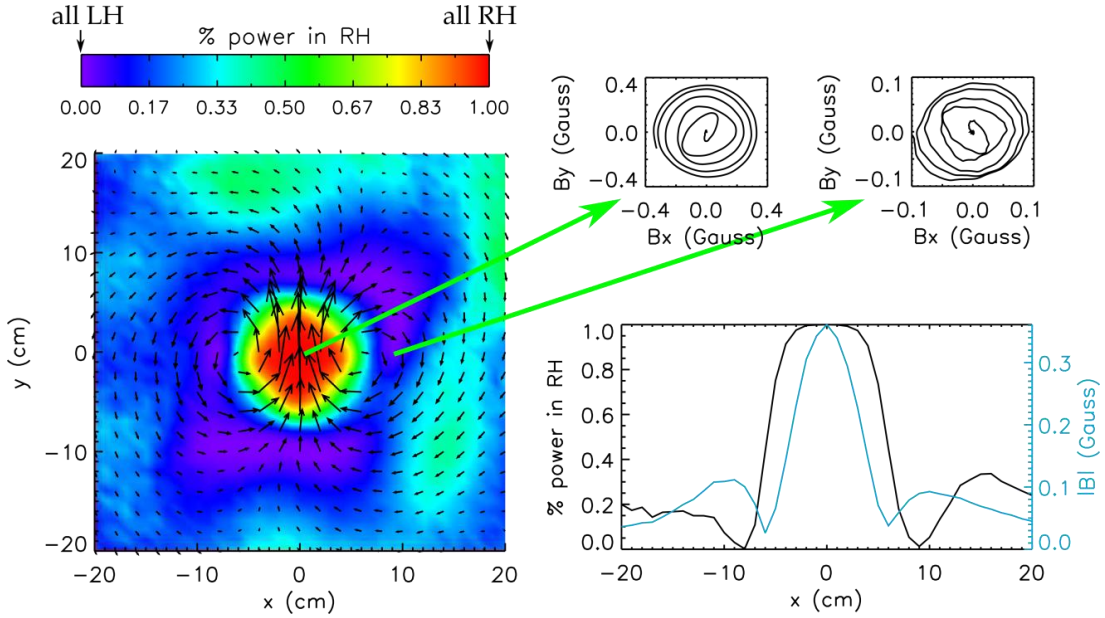 all LH all RH
% power in RH
0.00 0.17 0.33 0.50 0.67 0.83 1.00
20
10
0
−10
−20
y (cm)
−20 −10 0 10 20
x (cm)
0.4
0.0
−0.4
By (Gauss)
−0.4 0.0 0.4
Bx (Gauss)
0.1
0.0
−0.1
By (Gauss)
−0.1 0.0 0.1
Bx (Gauss)
1.0
0.8
0.6
0.4
0.2
0.0
% power in RH
0.3
0.2
0.1
0.0
|B| (Gauss)
−20 −10 0 10 20
x (cm)